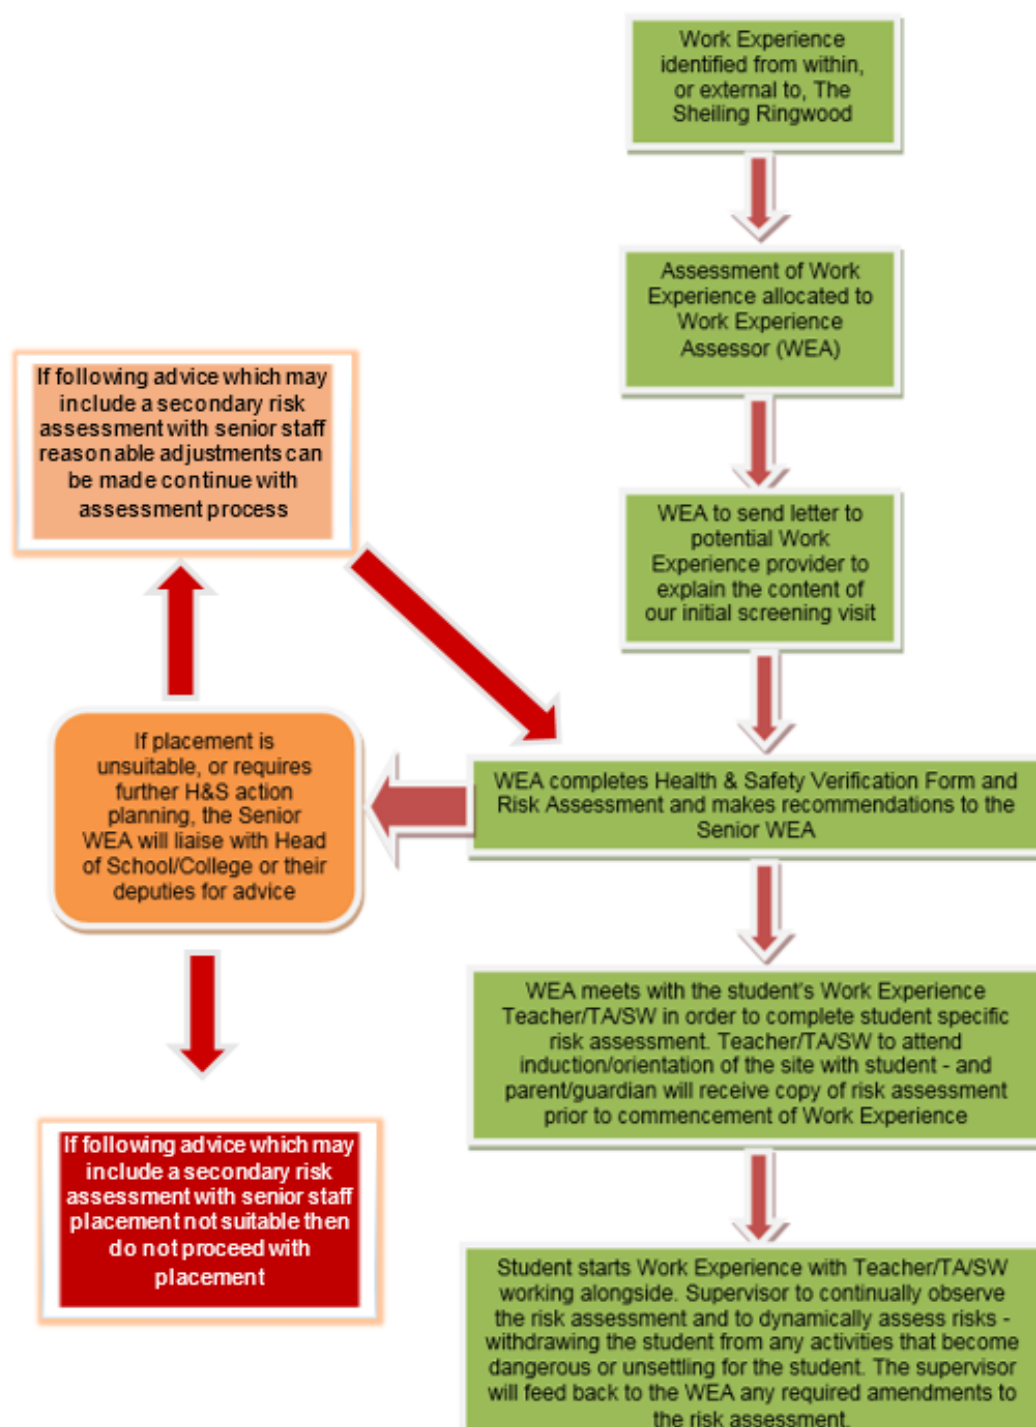 Work Experience
identified from within,
or external to, The
Sheiling Ringwood
Assessment of Work
Experience allocated to
Work Experience
Assessor (WEA)
If following advice which may
include a secondary risk
assessment with senior staff
reasonable adjustments can
be made continue with
assessment process
WEA to send letter to
potential Work
Experience provider to
explain the content of
our initial screening visit
If placement is
unsuitable, or requires
further H&S action
planning, the Senior
WEA will liaise with Head
of School/College or their
deputies for advice
WEA completes Health & Safety Verification Form and
Risk Assessment and makes recommendations to the
Senior WEA
WEA meets with the student's Work Experience
Teacher/TA/SW in order to complete student specific
risk assessment. Teacher/TA/SW to attend
induction/orientation of the site with student - and
parent/guardian will receive copy of risk assessment
prior to commencement of Work Experience
If following advice which may
include a secondary risk
assessment with senior staff
placement not suitable then
do not proceed with
placement
Student starts Work Experience with Teacher/TA/SW
working alongside. Supervisor to continually observe
the risk assessment and to dynamically assess risks -
withdrawing the student from any activities that become
dangerous or unsettling for the student. The supervisor
will feed back to the WEA any required amendments to
the risk assessment.